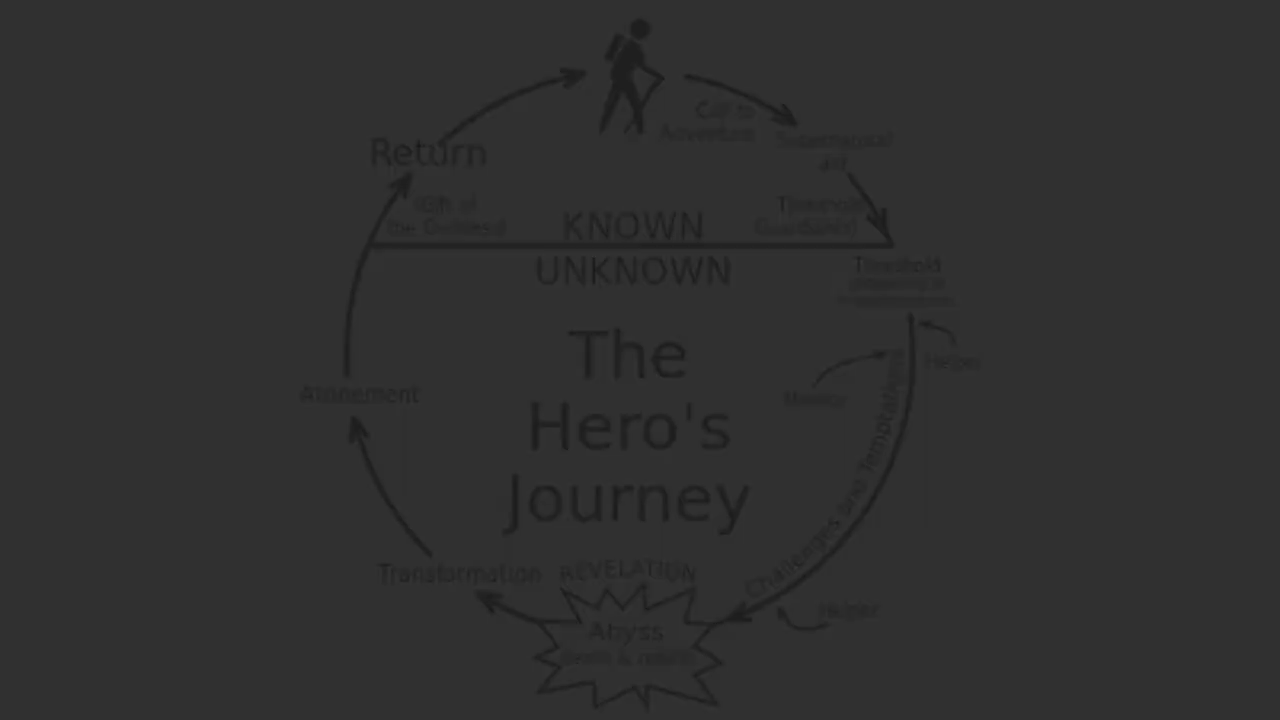 Call to
Adventure
Supernatural
aid
Return
(Gift of
the Goddess)
KNOWN
Threshold
Guardian(s)
UNKNOWN
Threshold
The
Hero's
Journey
Helper
Mentor
Challenges and Temptations
Atonement
Transformation
REVELATION
Helper
Abyss
death & rebirth